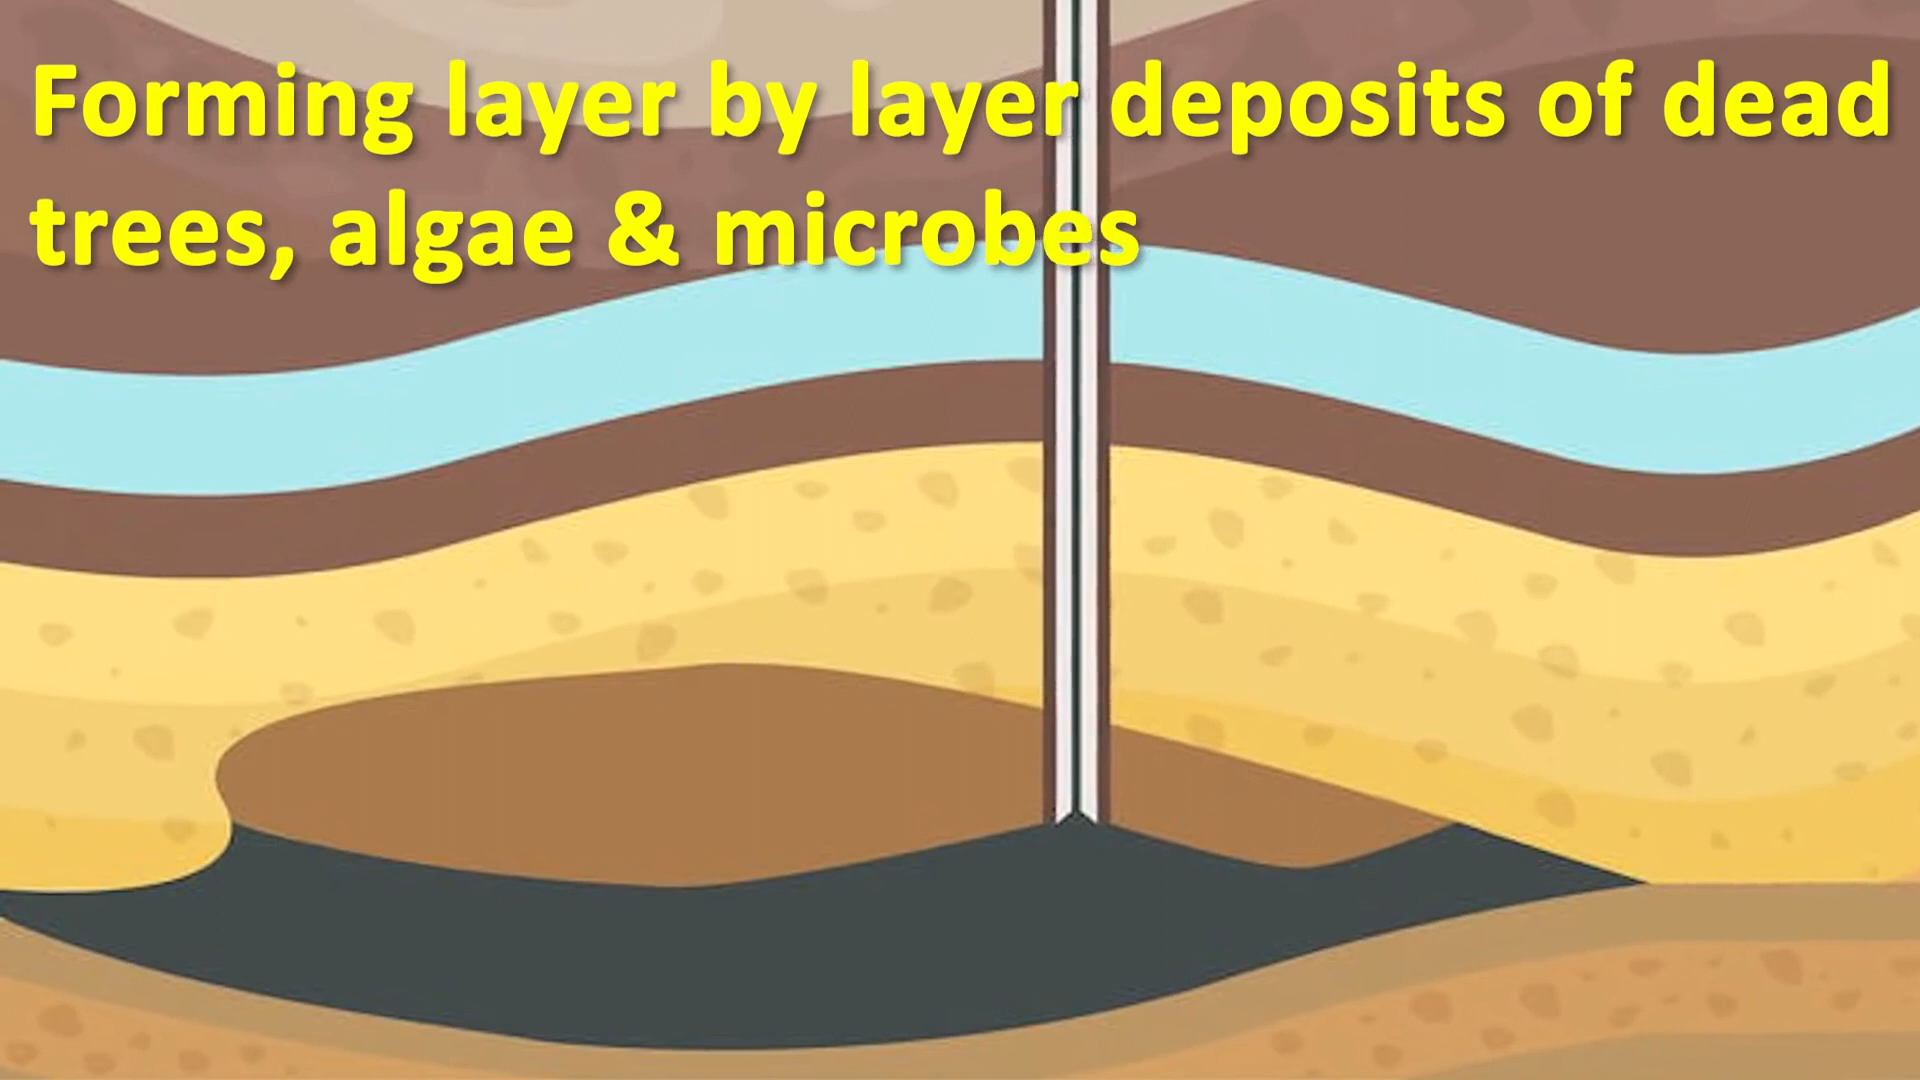 Forming layer by layer deposits of dead
trees, algae & microbes